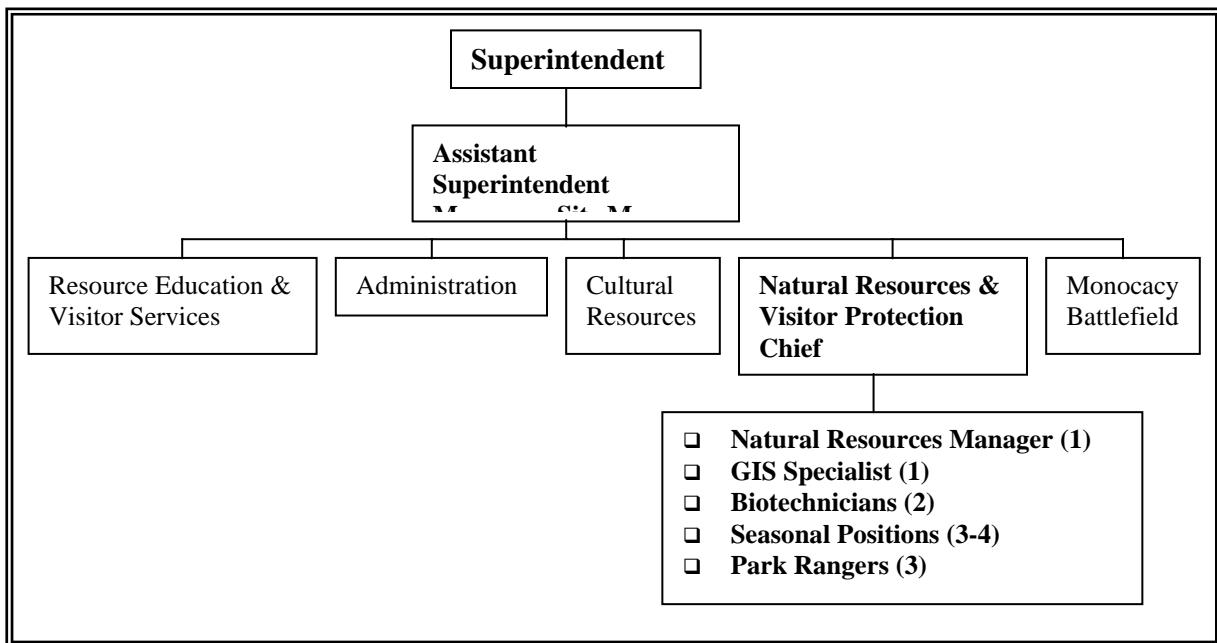 Superintendent
Assistant
Superintendent
Resource Education &
Visitor Services
Administration
Cultural
Resources
Natural Resources &
Visitor Protection
Chief
Monocacy
Battlefield
❑ Natural Resources Manager (1)
❑ GIS Specialist (1)
❑ Biotechnicians (2)
❑ Seasonal Positions (3-4)
❑ Park Rangers (3)